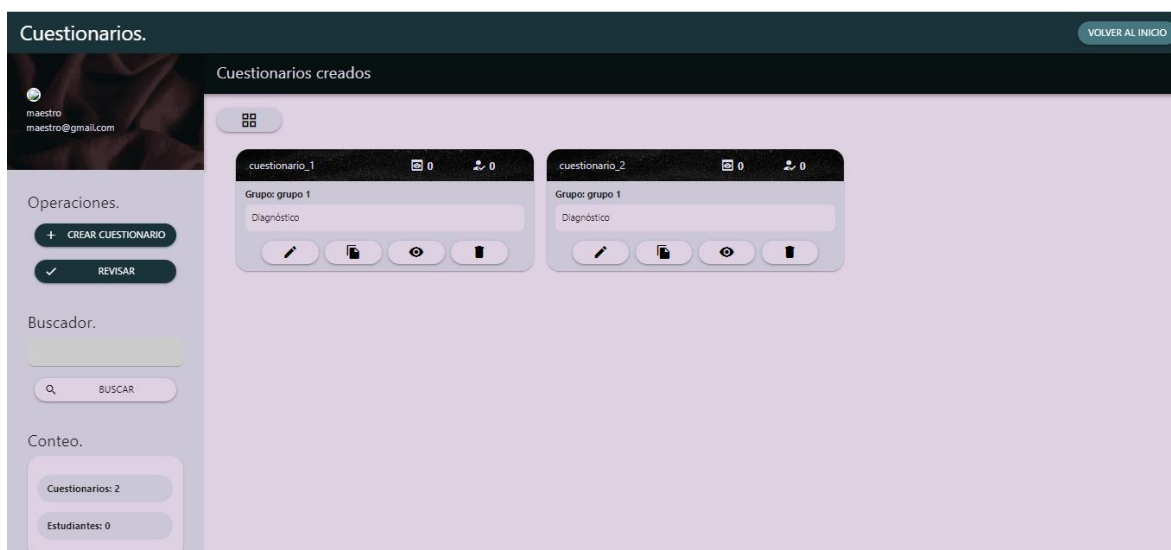 Cuestionarios.
VOLVER AL INICIO
maestro
maestro@gmail.com
Cuestionarios creados
cuestionario_1 0 0
Grupo: grupo 1
Diagnóstico
cuestionario_2 0 0
Grupo: grupo 1
Diagnóstico
Operaciones.
CREAR CUESTIONARIO
REVISAR
Buscador.
BUSCAR
Conteo.
Cuestionarios: 2
Estudiantes: 0